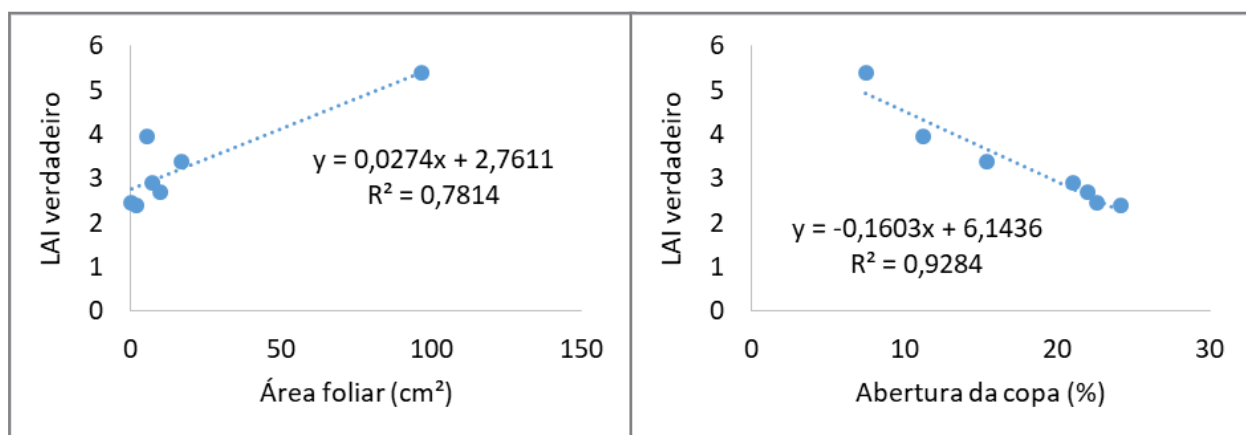 6
5
4
3
2
1
0
LAI verdadeiro
y = 0,0274x + 2,7611
R² = 0,7814
0 50 100 150
Área foliar (cm²)
6
5
4
3
2
1
0
LAI verdadeiro
y = -0,1603x + 6,1436
R² = 0,9284
0 10 20 30
Abertura da copa (%)